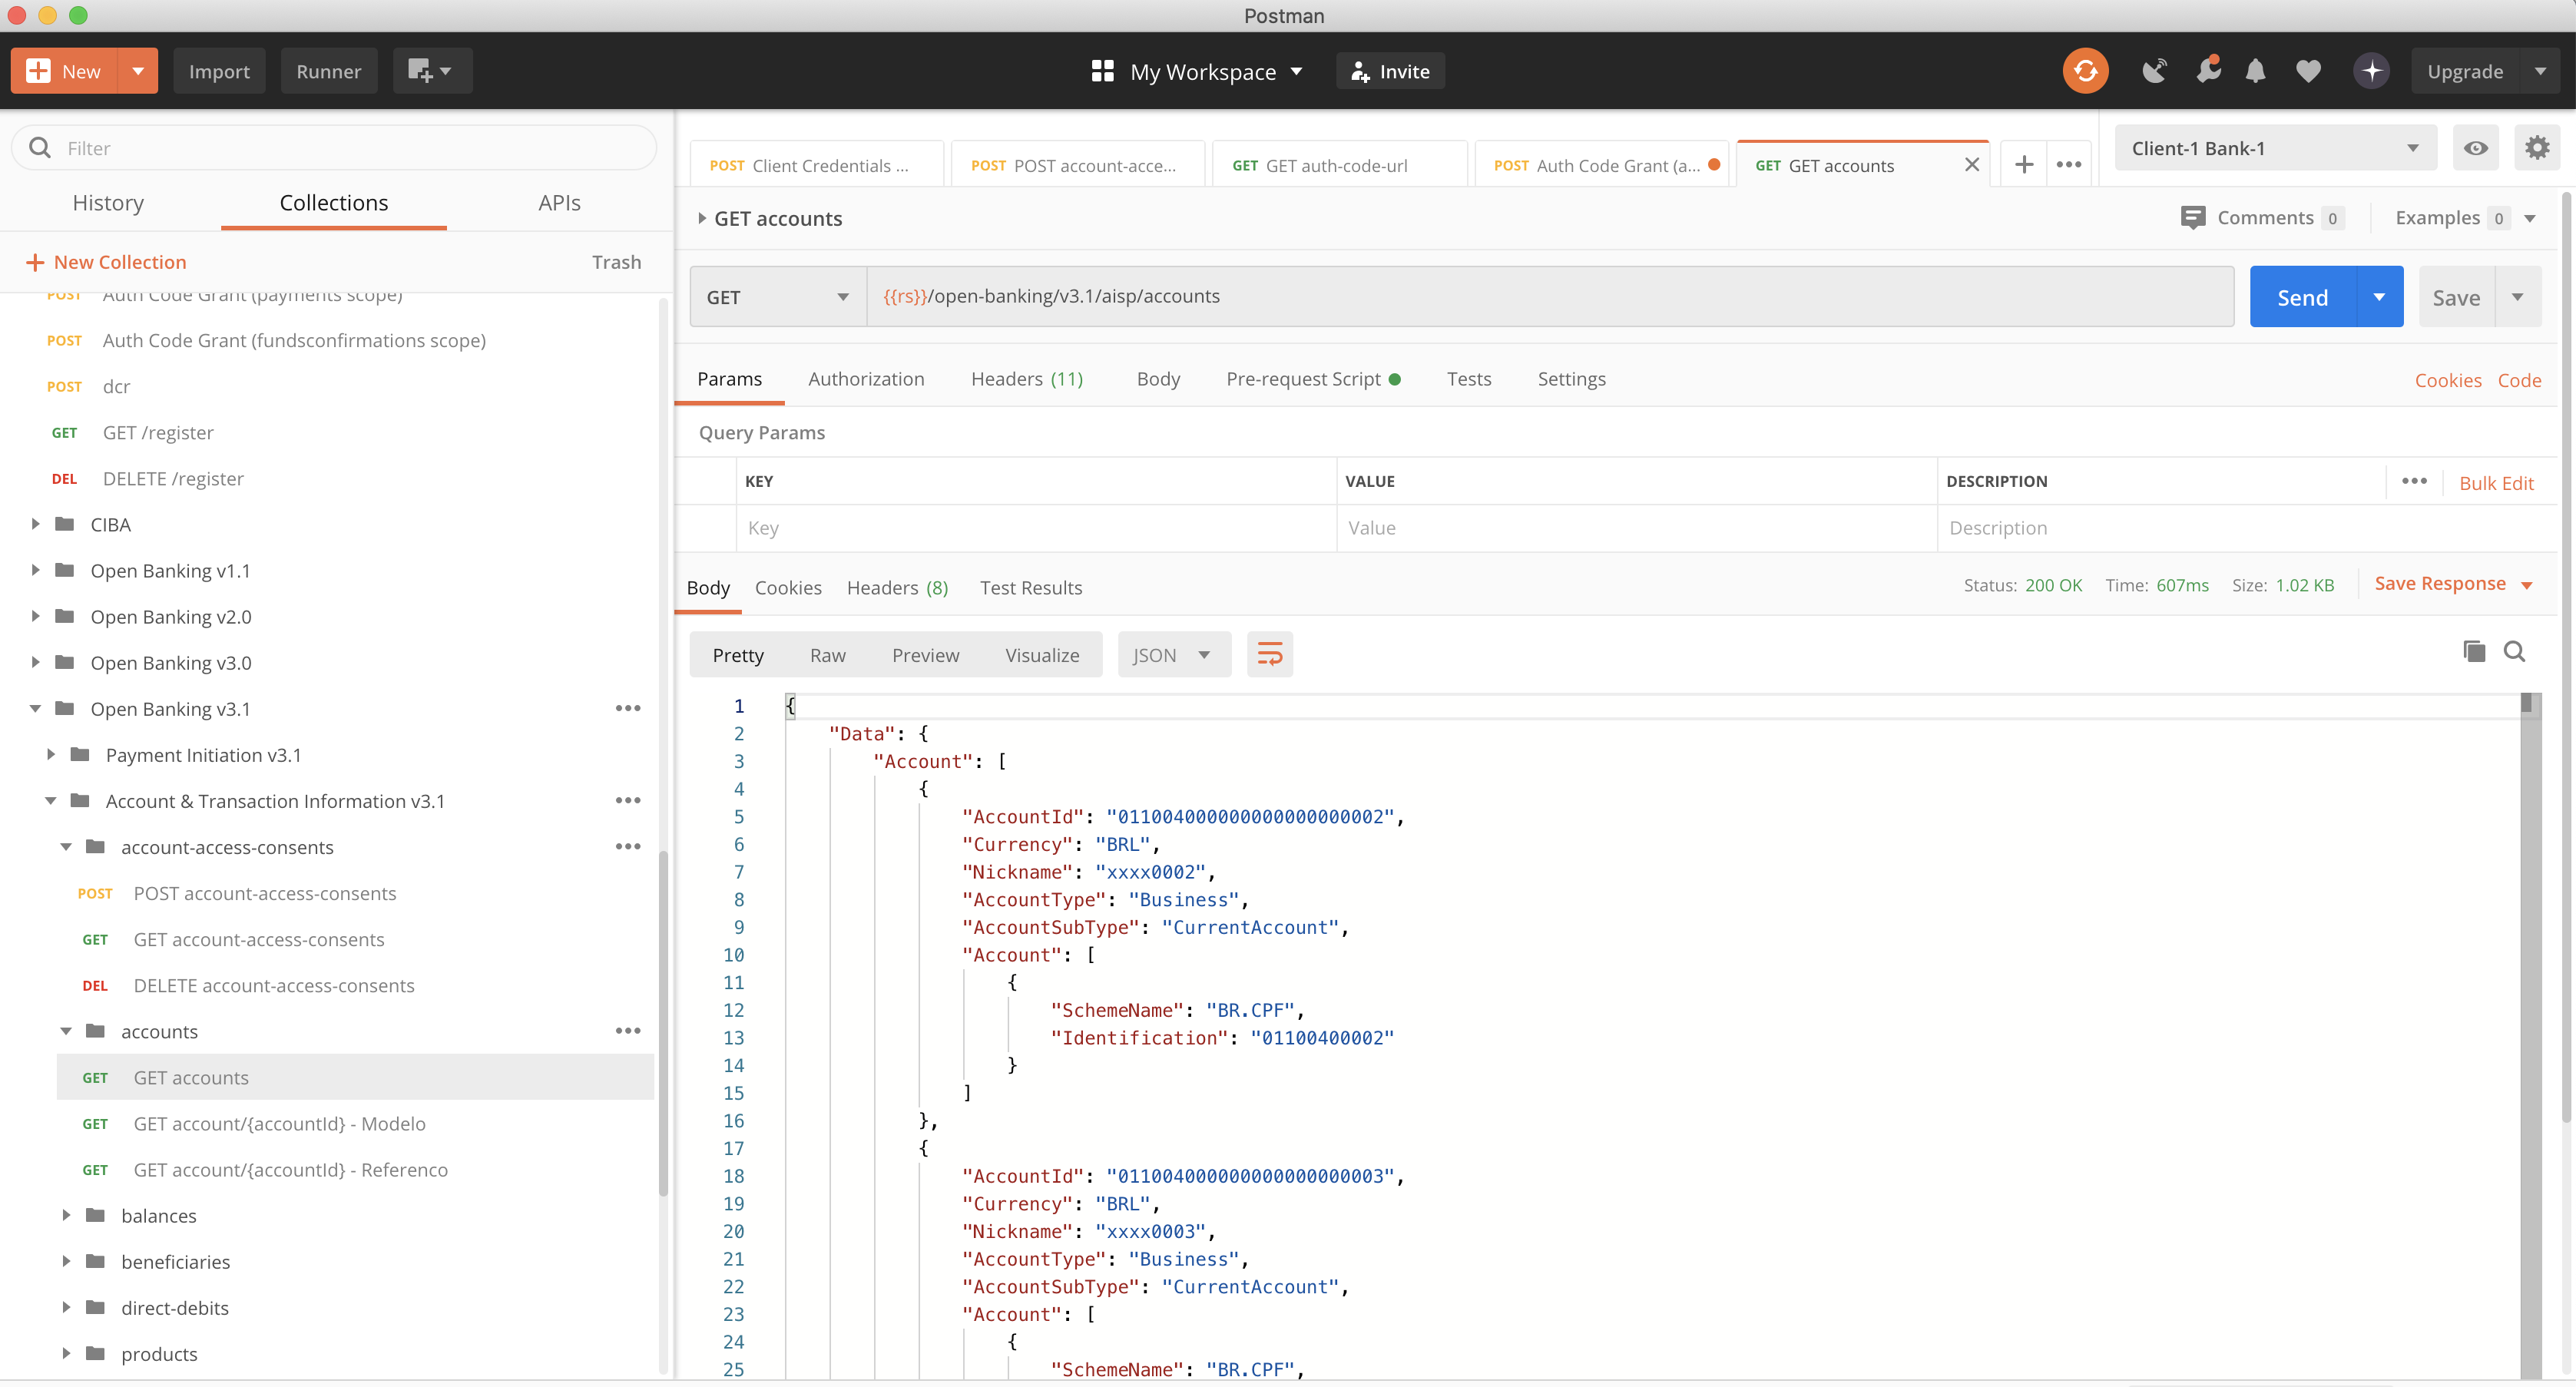 Postman
New
Import
Runner
My Workspace
Invite
Upgrade
Filter
History
Collections
APIs
New Collection
Trash
POST Auth Code Grant (payments scope)
POST Auth Code Grant (fundsconfirmations scope)
POST dcr
GET GET /register
DEL DELETE /register
CIBA
Open Banking v1.1
Open Banking v2.0
Open Banking v3.0
Open Banking v3.1
Payment Initiation v3.1
Account & Transaction Information v3.1
account-access-consents
POST POST account-access-consents
GET GET account-access-consents
DEL DELETE account-access-consents
accounts
GET GET accounts
GET GET account/{accountId} - Modelo
GET GET account/{accountId} - Referenco
balances
beneficiaries
direct-debits
products
POST Client Credentials ...
POST POST account-acce...
GET GET auth-code-url
POST Auth Code Grant (a...
GET GET accounts
Client-1 Bank-1
GET accounts
Comments 0
Examples 0
GET
{{rs}}/open-banking/v3.1/aisp/accounts
Send
Save
Params
Authorization
Headers (11)
Body
Pre-request Script
Tests
Settings
Cookies
Code
Query Params
KEY
VALUE
DESCRIPTION
Bulk Edit
Key
Value
Description
Body
Cookies
Headers (8)
Test Results
Status: 200 OK
Time: 607ms
Size: 1.02 KB
Save Response
Pretty
Raw
Preview
Visualize
JSON
1 {
2 "Data": {
3 "Account": [
4 {
5 "AccountId": "0110040000000000000000002",
6 "Currency": "BRL",
7 "Nickname": "xxxx0002",
8 "AccountType": "Business",
9 "AccountSubType": "CurrentAccount",
10 "Account": [
11 {
12 "SchemeName": "BR.CPF",
13 "Identification": "01100400002"
14 }
15 ]
16 },
17 {
18 "AccountId": "0110040000000000000000003",
19 "Currency": "BRL",
20 "Nickname": "xxxx0003",
21 "AccountType": "Business",
22 "AccountSubType": "CurrentAccount",
23 "Account": [
24 {
25 "SchemeName": "BR.CPF",